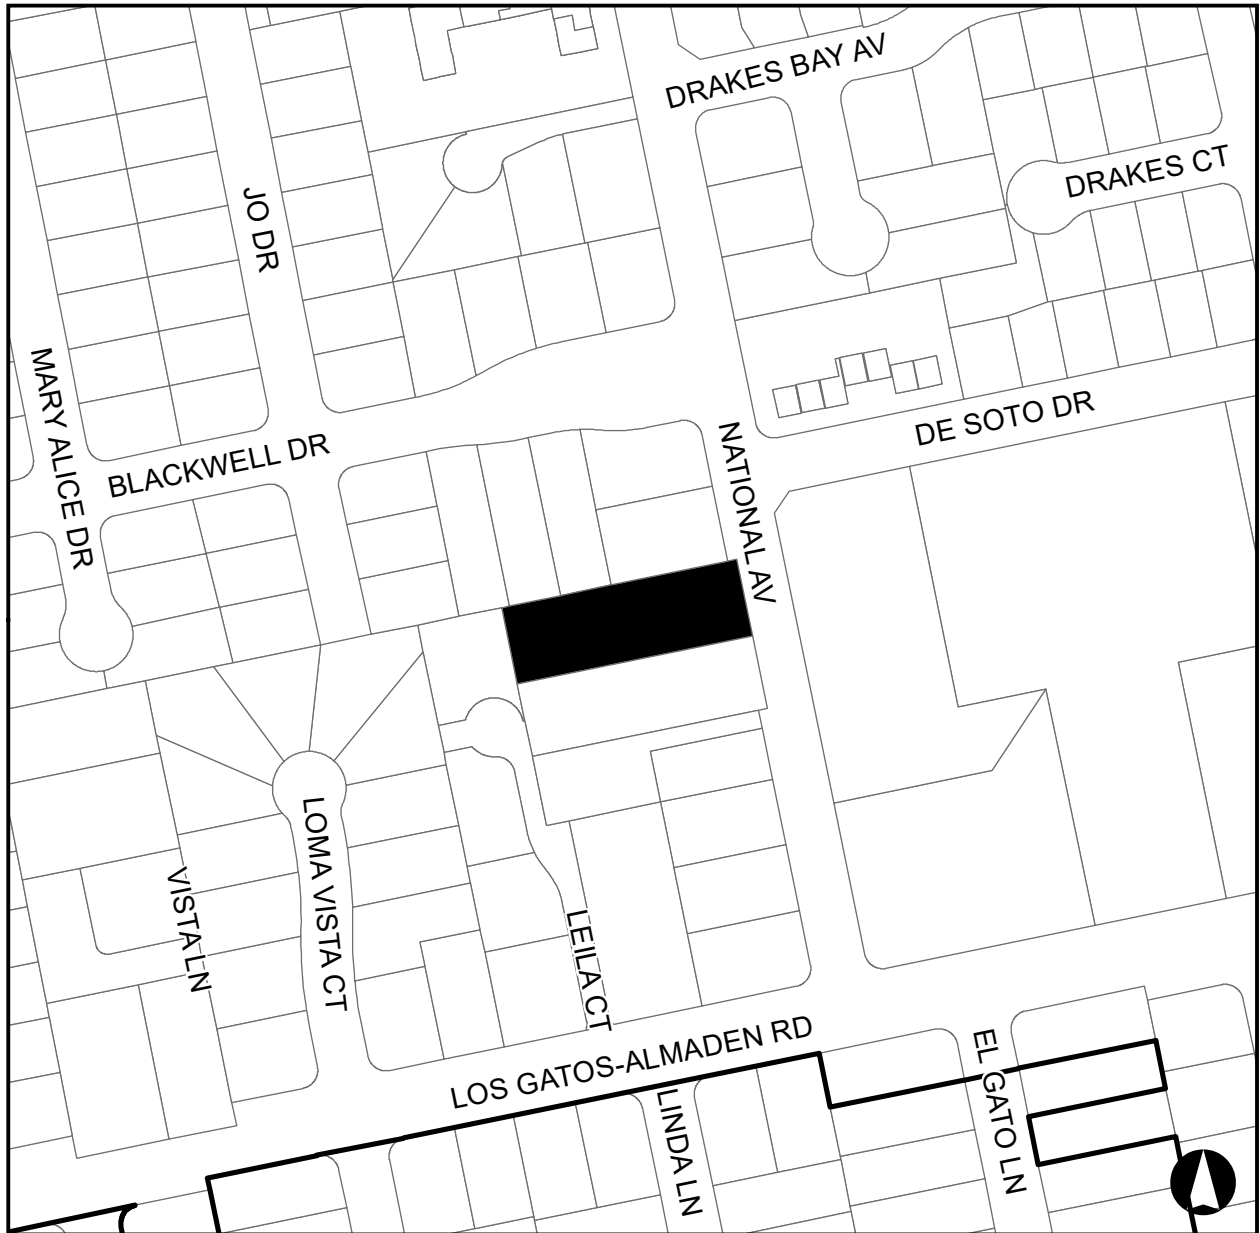 DRAKES BAY AV
DRAKES CT
JO DR
MARY ALICE DR
DE SOTO DR
BLACKWELL DR
NATIONAL AV
LOMA VISTA CT
VISTA LN
LEILA CT
LOS GATOS-ALMADEN RD
EL GATO LN
LINDA LN